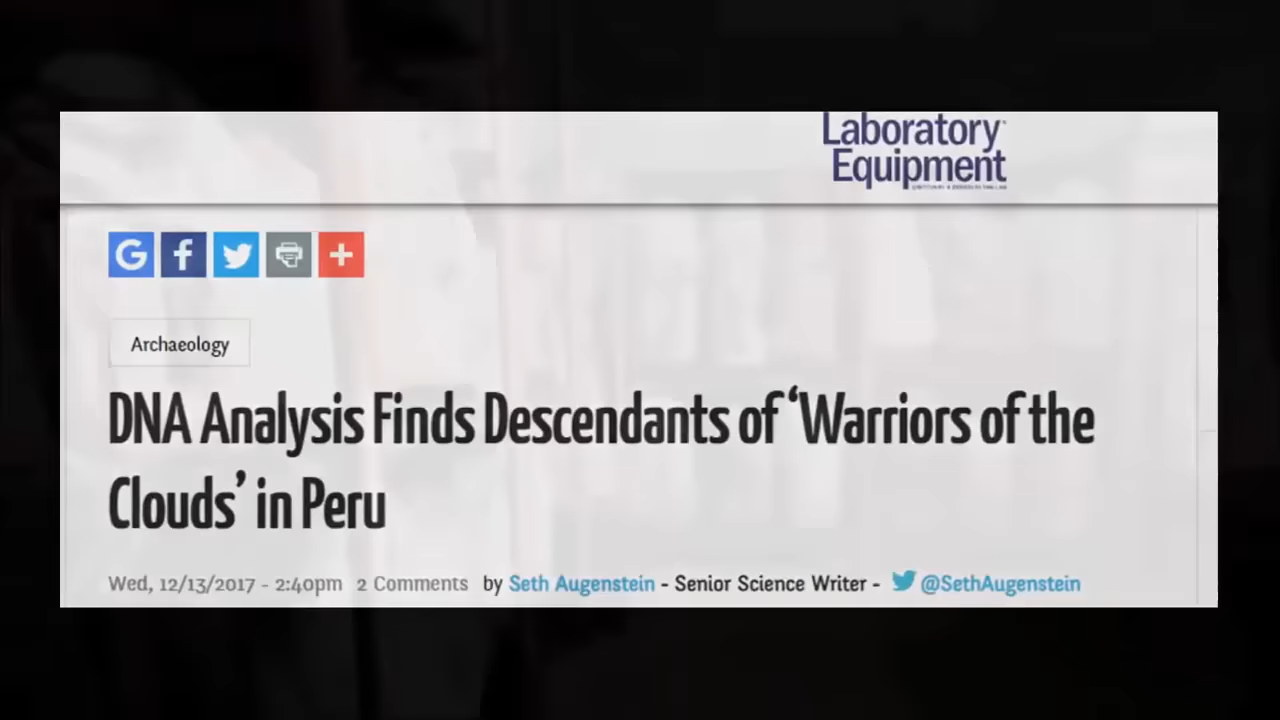 Laboratory
Equipment
Archaeology
DNA Analysis Finds Descendants of ‘Warriors of the
Clouds’ in Peru
Wed, 12/13/2017 - 2:40pm 2 Comments by Seth Augenstein - Senior Science Writer - @SethAugenstein